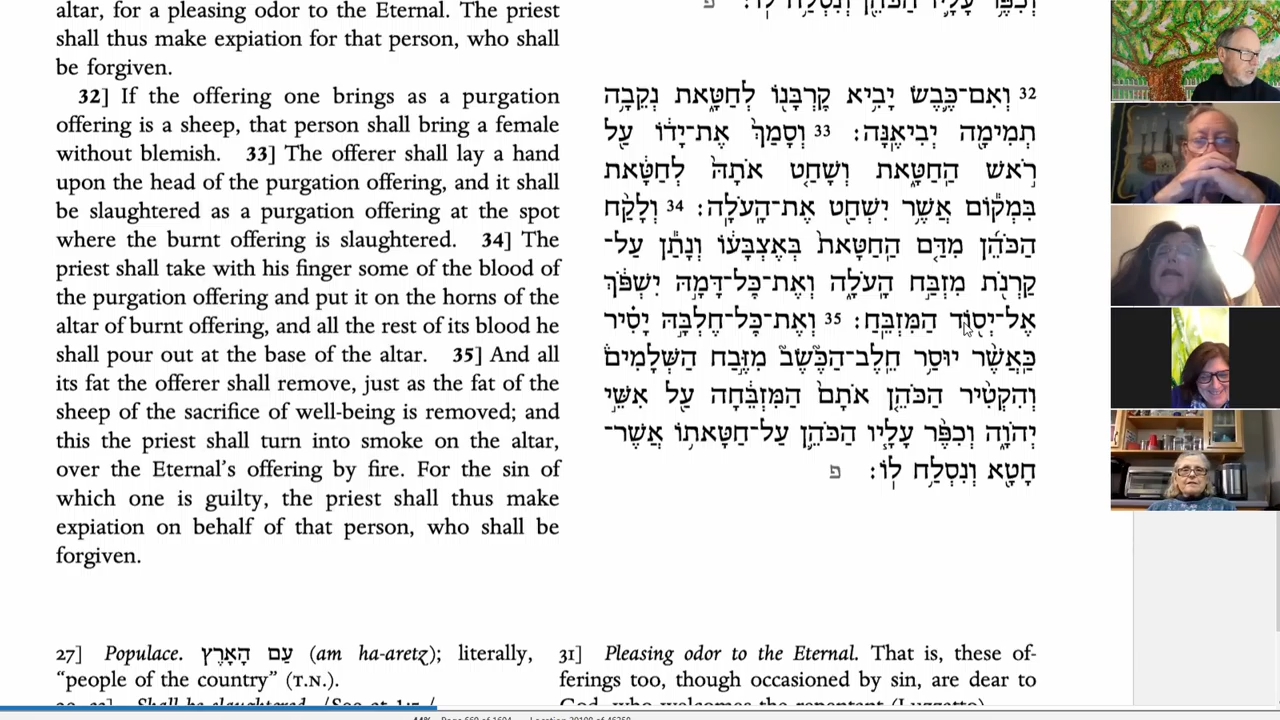 altar, for a pleasing odor to the Eternal. The priest
shall thus make expiation for that person, who shall
be forgiven.
32] If the offering one brings as a purgation
offering is a sheep, that person shall bring a female
without blemish. 33] The offerer shall lay a hand
upon the head of the purgation offering, and it shall
be slaughtered as a purgation offering at the spot
where the burnt offering is slaughtered. 34] The
priest shall take with his finger some of the blood of
the purgation offering and put it on the horns of the
altar of burnt offering, and all the rest of its blood he
shall pour out at the base of the altar. 35] And all
its fat the offerer shall remove, just as the fat of the
sheep of the sacrifice of well-being is removed; and
this the priest shall turn into smoke on the altar,
over the Eternal's offering by fire. For the sin of
which one is guilty, the priest shall thus make
expiation on behalf of that person, who shall be
forgiven.
וְכִפֶּ֥ר עָלָ֛יו הַכֹּהֵ֖ן וְנִסְלַ֥ח לֽוֹ׃ פ
32 וְאִם־כֶּ֛בֶשׂ יָבִ֥יא קׇרְבָּנ֖וֹ לְחַטָּ֑את נְקֵבָ֥ה
תְמִימָ֖ה יְבִיאֶֽנָּה׃ 33 וְסָמַךְ֙ אֶת־יָד֔וֹ עַ֖ל
רֹ֣אשׁ הַֽחַטָּ֑את וְשָׁחַ֤ט אֹתָהּ֙ לְחַטָּ֔את
בִּמְק֕וֹם אֲשֶׁ֥ר יִשְׁחַ֖ט אֶת־הָעֹלָֽה׃ 34 וְלָקַ֨ח
הַכֹּהֵ֜ן מִדַּ֤ם הַֽחַטָּאת֙ בְּאֶצְבָּע֔וֹ וְנָתַ֕ן עַל־
קַרְנֹ֖ת מִזְבַּ֣ח הָעֹלָ֑ה וְאֶת־כׇּל־דָּמָ֣הּ יִשְׁפֹּ֔ךְ
אֶל־יְס֖וֹד הַמִּזְבֵּֽחַ׃ 35 וְאֶת־כׇּל־חֶלְבָּ֣הּ יָסִ֗יר
כַּאֲשֶׁ֨ר יוּסַ֥ר חֵֽלֶב־הַכֶּ֘שֶׂב֮ מִזֶּ֣בַח הַשְּׁלָמִים֒
וְהִקְטִ֨יר הַכֹּהֵ֤ן אֹתָם֙ הַמִּזְבֵּ֔חָה עַ֖ל אִשֵּׁ֣י
יְהֹוָ֑ה וְכִפֶּ֨ר עָלָ֧יו הַכֹּהֵ֛ן עַל־חַטָּאת֥וֹ אֲשֶׁר־
חָטָ֖א וְנִסְלַ֥ח לֽוֹ׃ פ
27] Populace. עַם הָאָרֶץ (am ha-aretz); literally,
"people of the country" (T.N.).
31] Pleasing odor to the Eternal. That is, these of-
ferings too, though occasioned by sin, are dear to
God, who welcomes the repentant (Luzzatto).